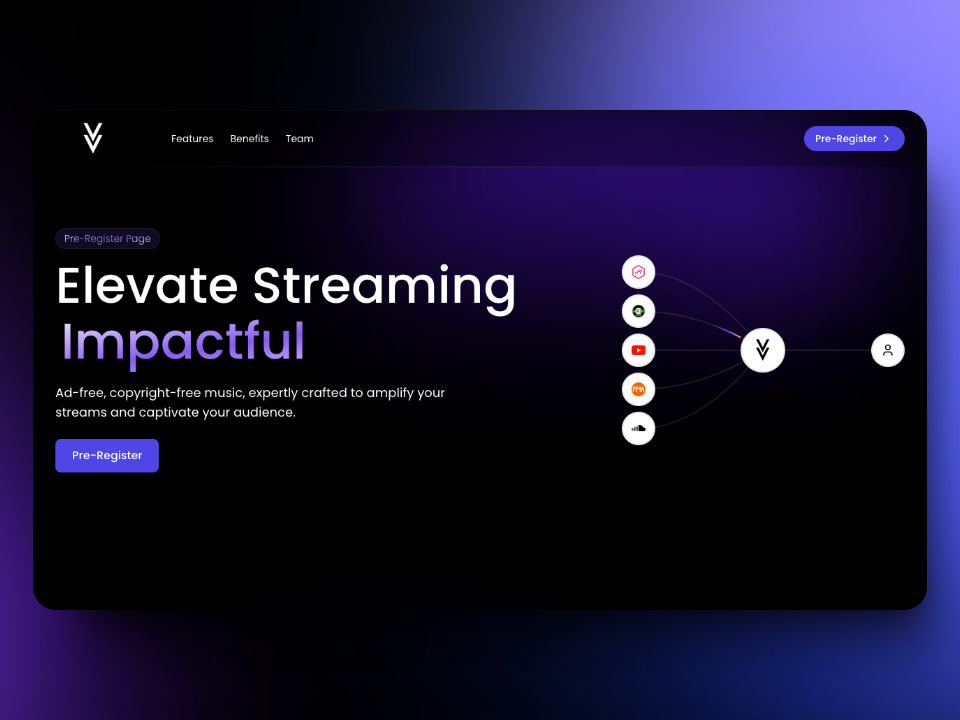 Features Benefits Team Pre-Register
Pre-Register Page
Elevate Streaming
Impactful
Ad-free, copyright-free music, expertly crafted to amplify your
streams and captivate your audience.
Pre-Register
FMA